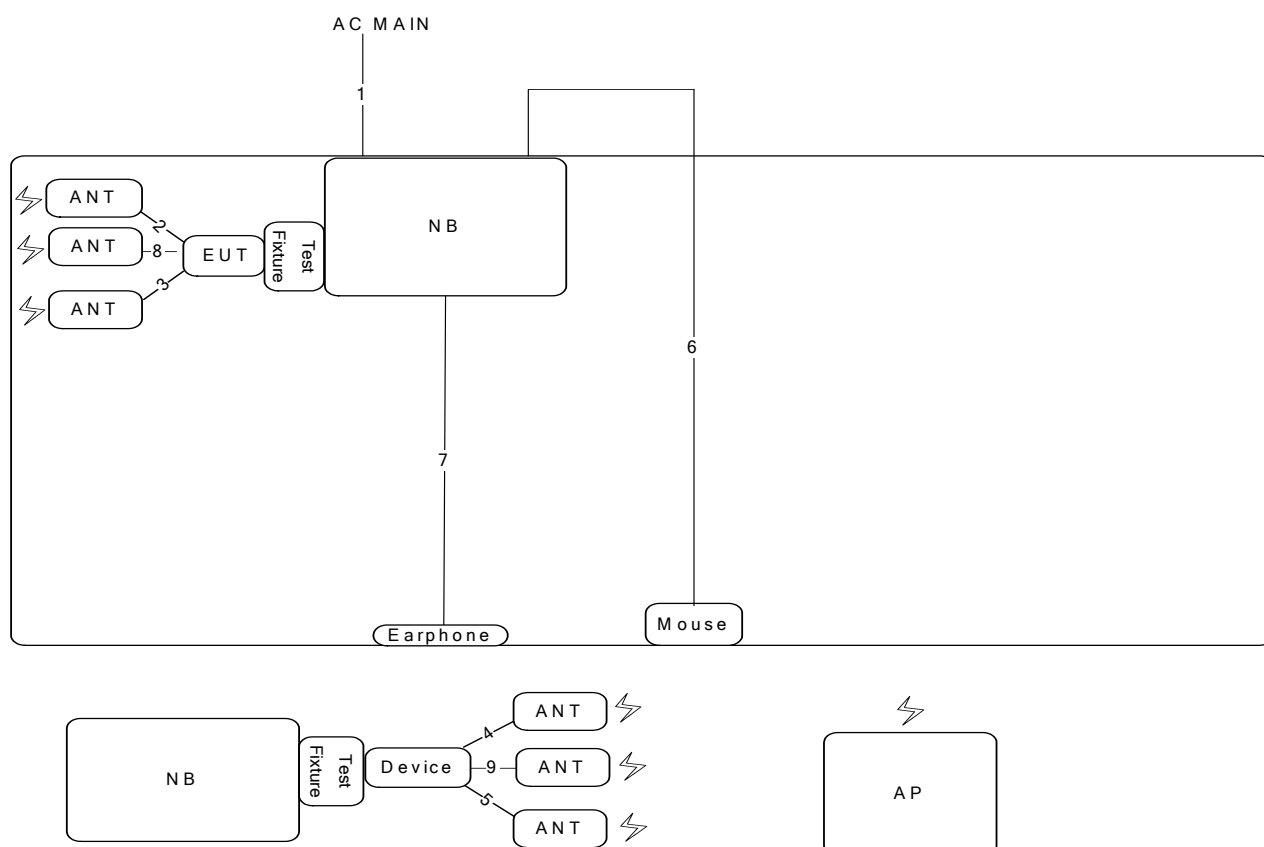 AC MAIN
1
ANT
2
NB
ANT
8
EUT
Test
Fixture
3
ANT
6
7
Earphone
Mouse
ANT
4
NB
Test
Fixture
Device
9
ANT
AP
5
ANT